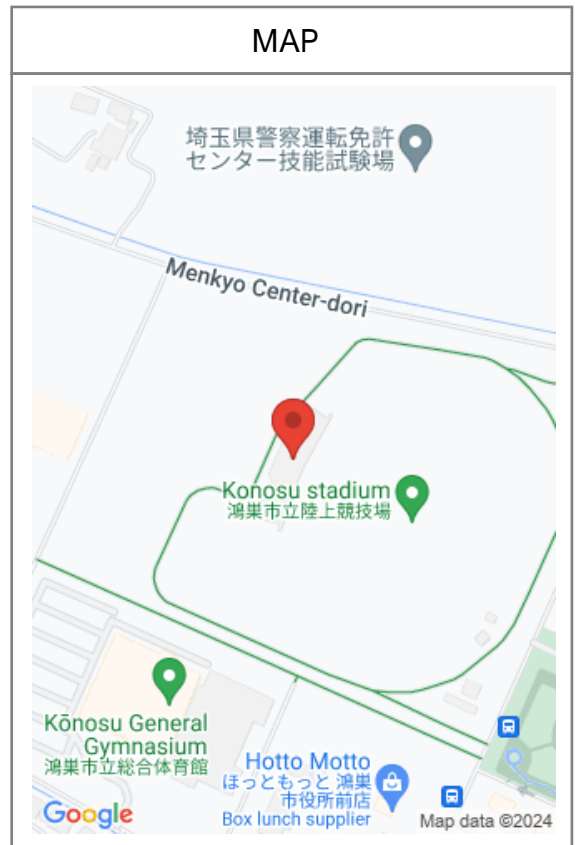 MAP
埼玉県警察運転免許
センター技能試験場
Menkyo Center-dori
Konosu stadium
鴻巣市立陸上競技場
Kōnosu General
Gymnasium
鴻巣市立総合体育館
Hotto Motto
ほっともっと 鴻巣
市役所前店
Box lunch supplier
Google
Map data ©2024